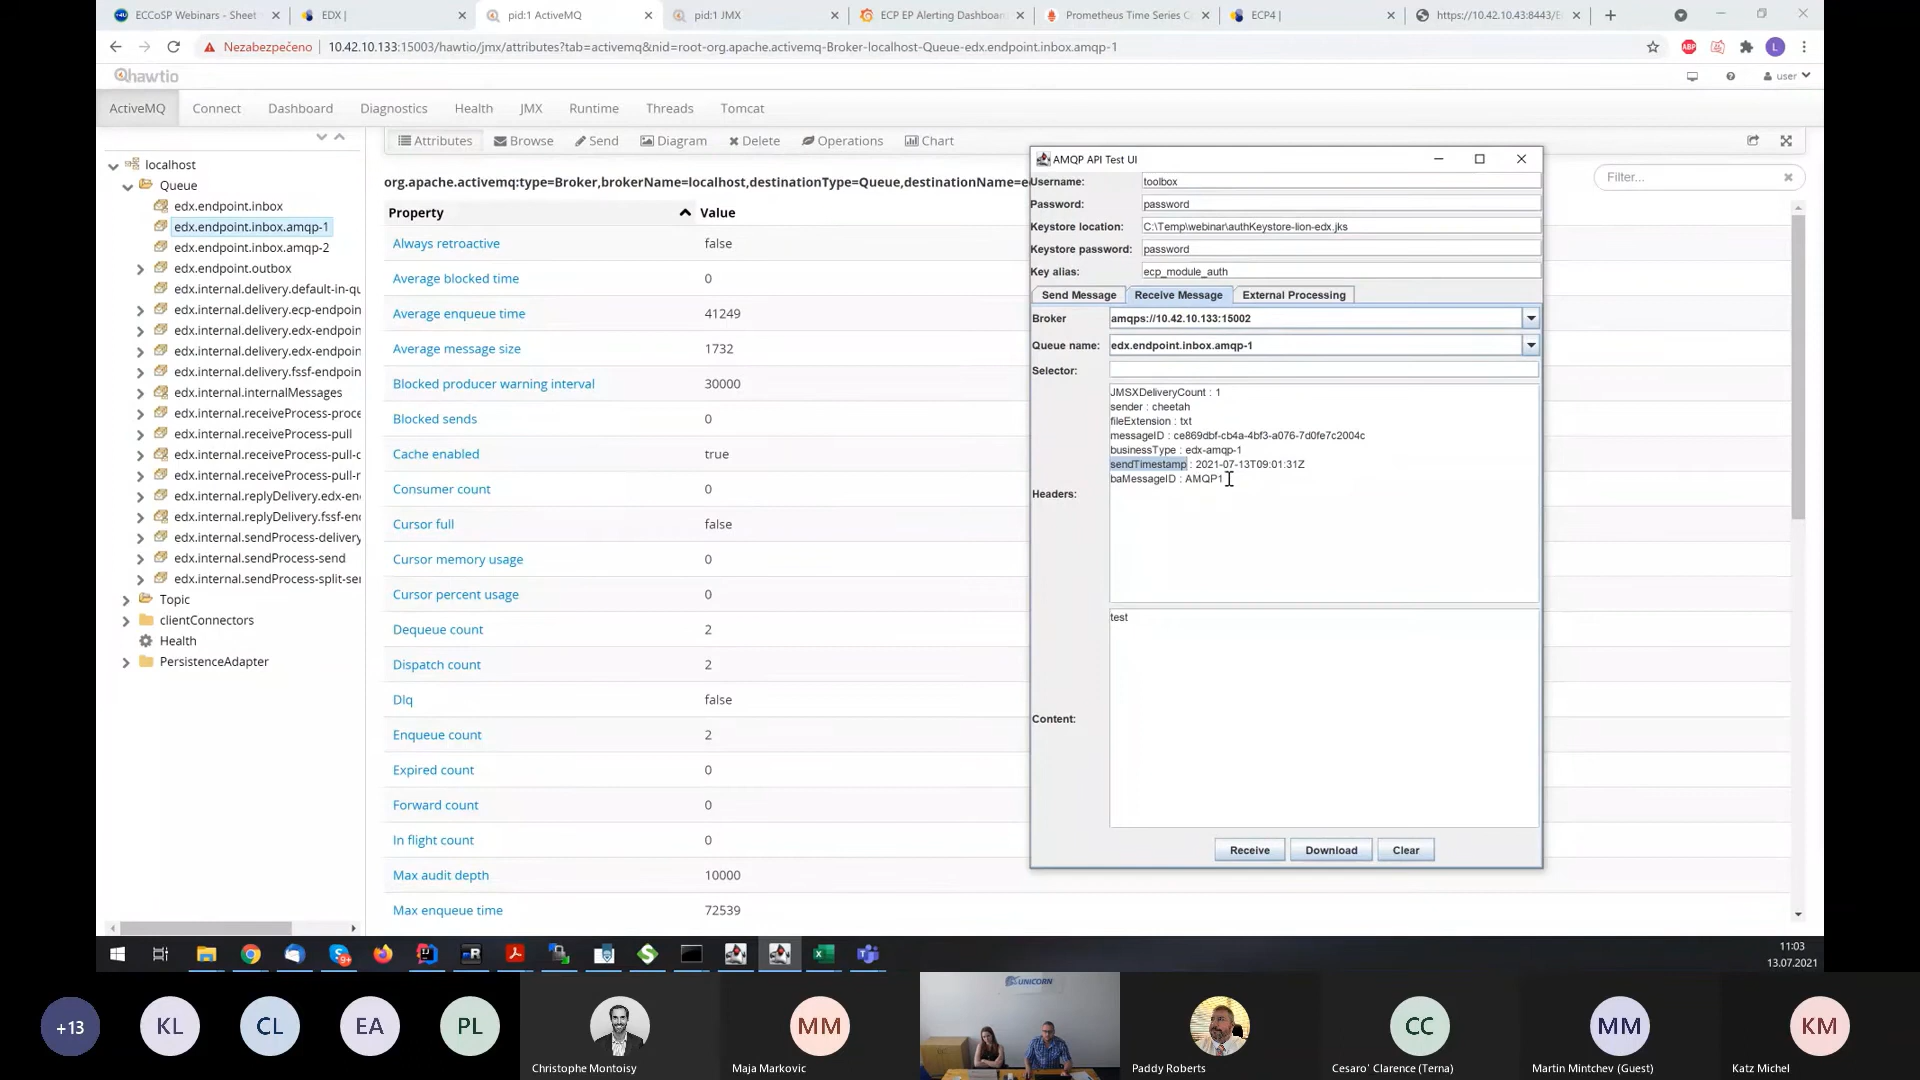 ECCoSP Webinars - Sheet
EDX |
pid:1 ActiveMQ
pid:1 JMX
ECP EP Alerting Dashboar
Prometheus Time Series Co
ECP4 |
https://10.42.10.43:8443/E
Nezabezpečeno
10.42.10.133:15003/hawtio/jmx/attributes?tab=activemq&nid=root-org.apache.activemq-Broker-localhost-Queue-edx.endpoint.inbox.amqp-1
ABP
L
hawtio
user
ActiveMQ
Connect
Dashboard
Diagnostics
Health
JMX
Runtime
Threads
Tomcat
localhost
Queue
edx.endpoint.inbox
edx.endpoint.inbox.amqp-1
edx.endpoint.inbox.amqp-2
edx.endpoint.outbox
edx.internal.delivery.default-in-qu
edx.internal.delivery.ecp-endpoin
edx.internal.delivery.edx-endpoin
edx.internal.delivery.edx-endpoin
edx.internal.delivery.fssf-endpoin
edx.internal.internalMessages
edx.internal.receiveProcess-proce
edx.internal.receiveProcess-pull
edx.internal.receiveProcess-pull-c
edx.internal.receiveProcess-pull-r
edx.internal.replyDelivery.edx-en
edx.internal.replyDelivery.fssf-en
edx.internal.sendProcess-delivery
edx.internal.sendProcess-send
edx.internal.sendProcess-split-se
Topic
clientConnectors
Health
PersistenceAdapter
Attributes
Browse
Send
Diagram
Delete
Operations
Chart
org.apache.activemq:type=Broker,brokerName=localhost,destinationType=Queue,destinationName=e
Filter...
Property Value
Always retroactive false
Average blocked time 0
Average enqueue time 41249
Average message size 1732
Blocked producer warning interval 30000
Blocked sends 0
Cache enabled true
Consumer count 0
Cursor full false
Cursor memory usage 0
Cursor percent usage 0
Dequeue count 2
Dispatch count 2
Dlq false
Enqueue count 2
Expired count 0
Forward count 0
In flight count 0
Max audit depth 10000
Max enqueue time 72539
AMQP API Test UI
Username: toolbox
Password: password
Keystore location: C:\Temp\webinar\authKeystore-lion-edx.jks
Keystore password: password
Key alias: ecp_module_auth
Send Message
Receive Message
External Processing
Broker amqps://10.42.10.133:15002
Queue name: edx.endpoint.inbox.amqp-1
Selector:
Headers:
JMSXDeliveryCount : 1
sender : cheetah
fileExtension : txt
messageID : ce869dbf-cb4a-4bf3-a076-7d0fe7c2004c
businessType : edx-amqp-1
sendTimestamp : 2021-07-13T09:01:31Z
baMessageID : AMQP1
Content:
test
Receive
Download
Clear
11:03
13.07.2021
+13
KL
CL
EA
PL
Christophe Montoisy
MM
Maja Markovic
UNICORN
Paddy Roberts
CC
Cesaro' Clarence (Terna)
MM
Martin Mintchev (Guest)
KM
Katz Michel